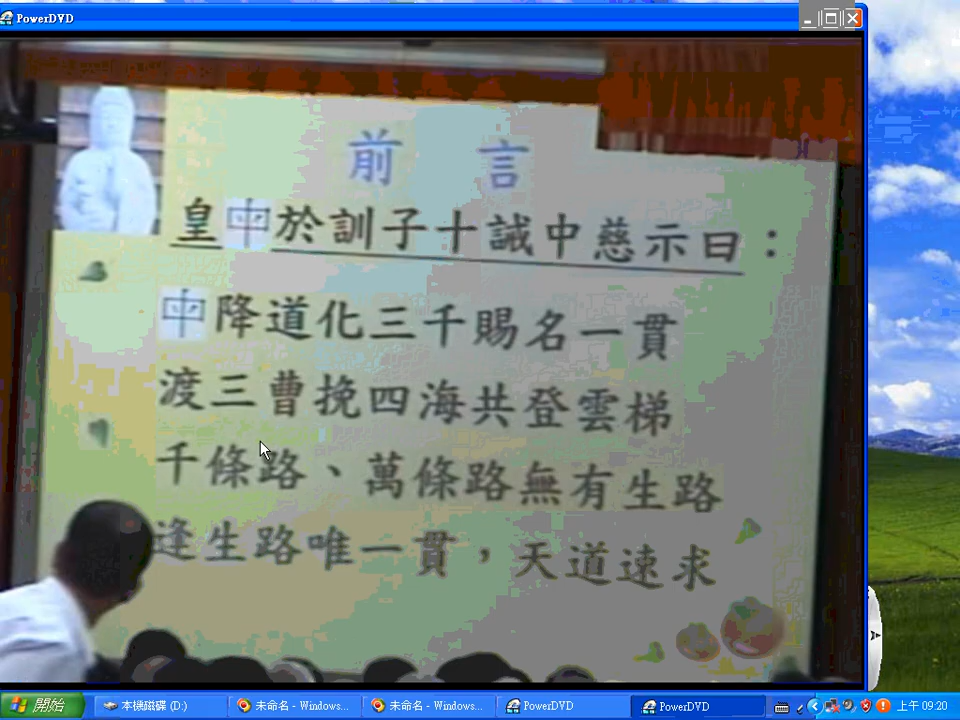 PowerDVD
前 言
皇𠁩於訓子十誡中慈示曰：
𠁩降道化三千賜名一貫
渡三曹挽四海共登雲梯
千條路、萬條路無有生路
逢生路唯一貫，天道速求
開始
本機磁碟 (D:)
未命名 - Windows...
未命名 - Windows...
PowerDVD
PowerDVD
上午 09:20